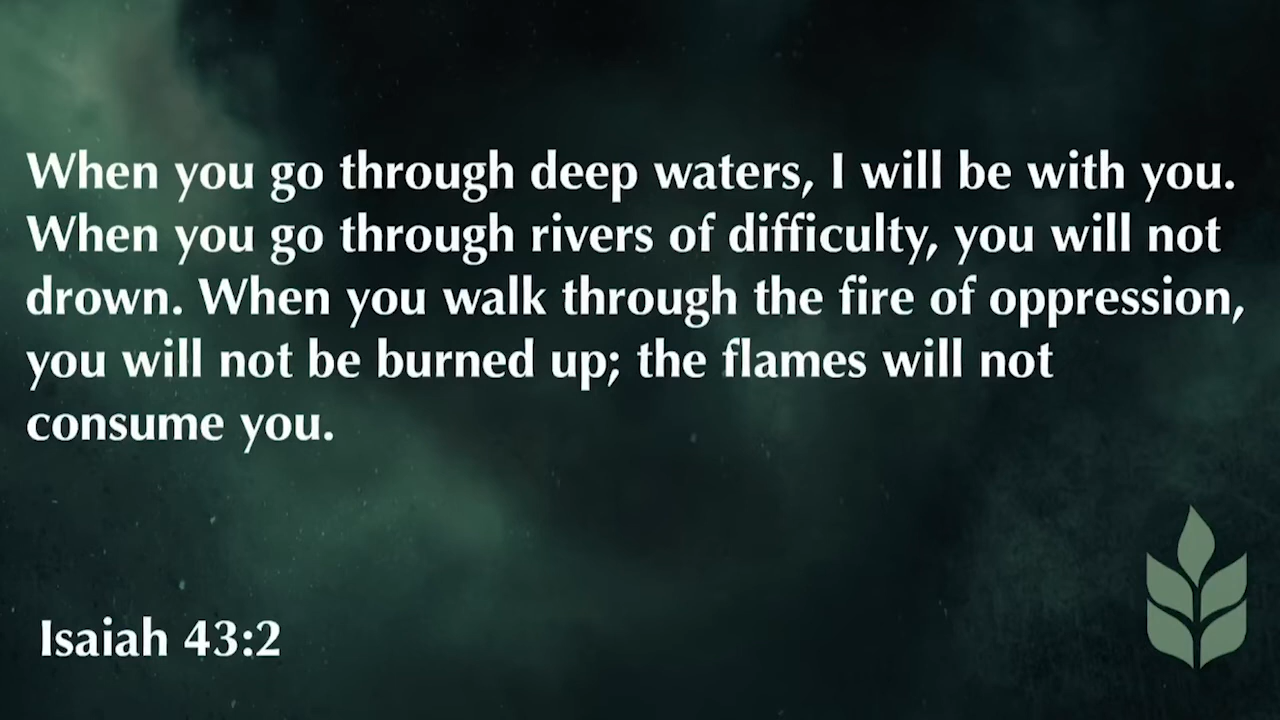 When you go through deep waters, I will be with you.
When you go through rivers of difficulty, you will not
drown. When you walk through the fire of oppression,
you will not be burned up; the flames will not
consume you.
Isaiah 43:2